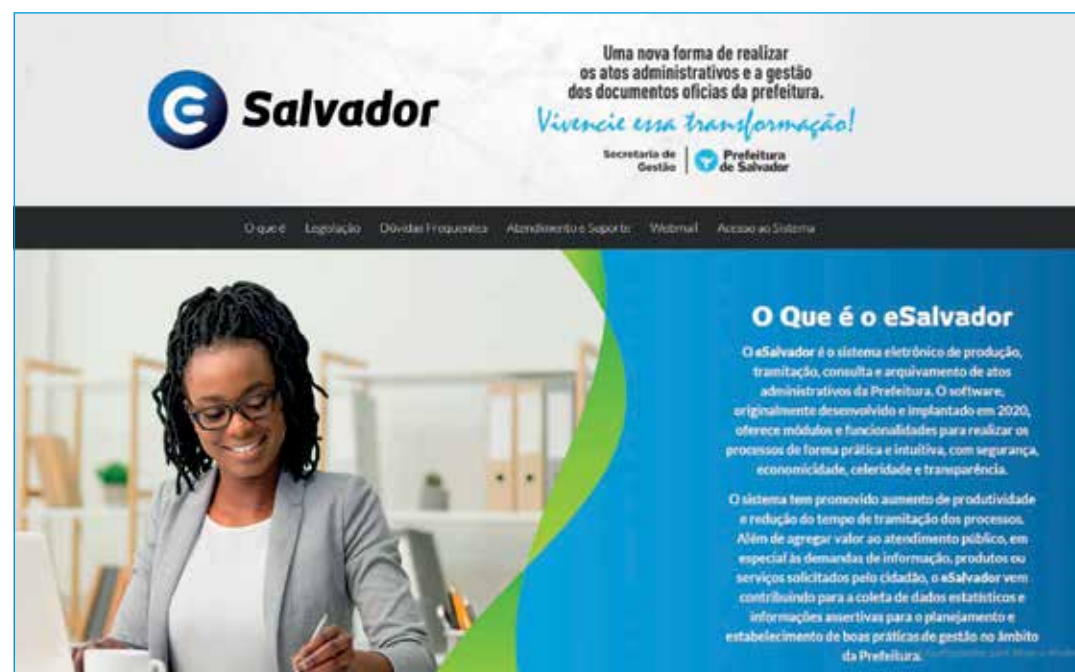 Salvador
Uma nova forma de realizar
os atos administrativos e a gestão
dos documentos oficias da prefeitura.
Vivencie essa transformação!
Secretaria de
Gestão
Prefeitura
de Salvador
O que é Legislação Dúvidas Frequentes Atendimento e Suporte Webmail Acesso ao Sistema
O Que é o eSalvador
O eSalvador é o sistema eletrônico de produção,
tramitação, consulta e arquivamento de atos
administrativos da Prefeitura. O software,
originalmente desenvolvido e implantado em 2020,
oferece módulos e funcionalidades para realizar os
processos de forma prática e intuitiva, com segurança,
economicidade, celeridade e transparência.
O sistema tem promovido aumento de produtividade
e redução do tempo de tramitação dos processos.
Além de agregar valor ao atendimento público, em
especial às demandas de informação, produtos ou
serviços solicitados pelo cidadão, o eSalvador vem
contribuindo para a coleta de dados estatísticos e
informações assertivas para o planejamento e
estabelecimento de boas práticas de gestão no âmbito
da Prefeitura.